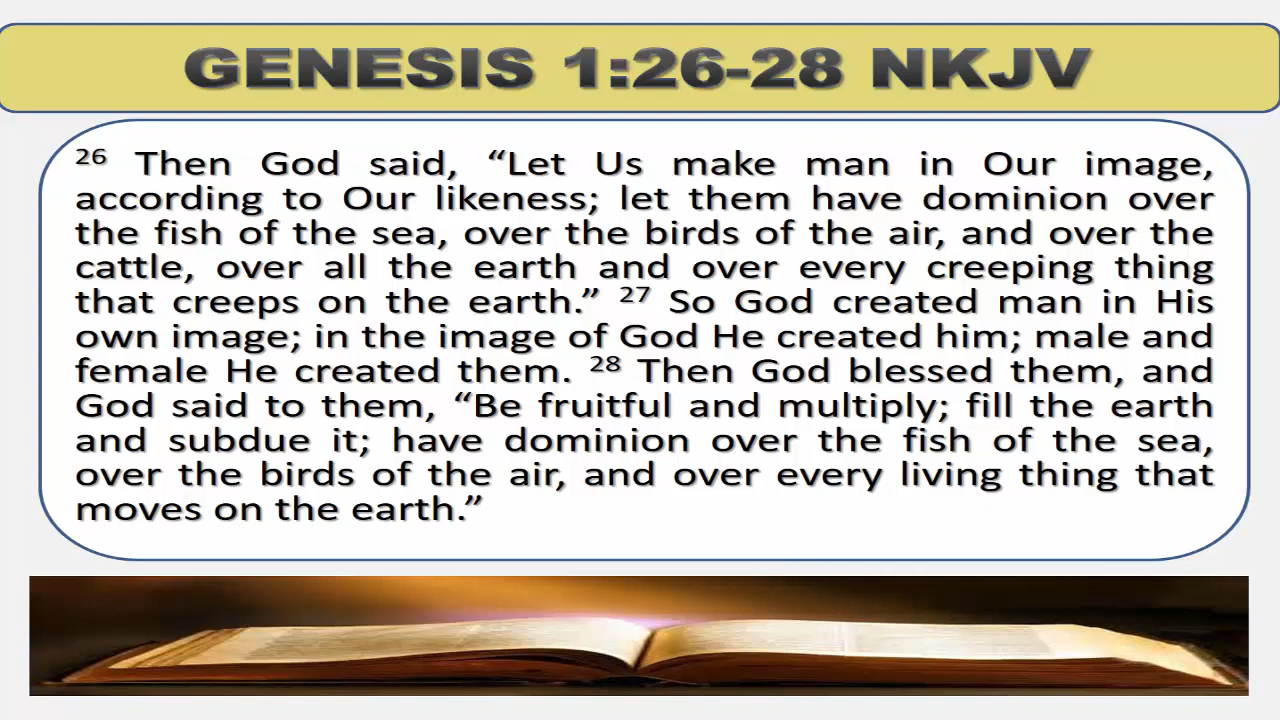 GENESIS 1:26-28 NKJV
26 Then God said, “Let Us make man in Our image,
according to Our likeness; let them have dominion over
the fish of the sea, over the birds of the air, and over the
cattle, over all the earth and over every creeping thing
that creeps on the earth.” 27 So God created man in His
own image; in the image of God He created him; male and
female He created them. 28 Then God blessed them, and
God said to them, “Be fruitful and multiply; fill the earth
and subdue it; have dominion over the fish of the sea,
over the birds of the air, and over every living thing that
moves on the earth.”